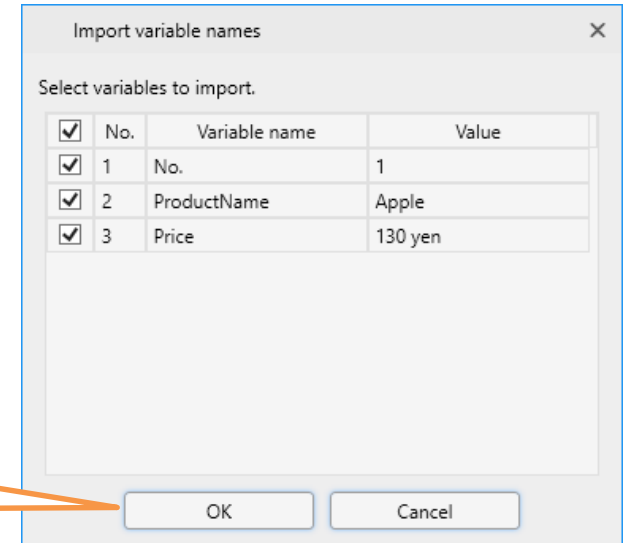 Import variable names
Select variables to import.
No. Variable name Value
1 No. 1
2 ProductName Apple
3 Price 130 yen
OK Cancel